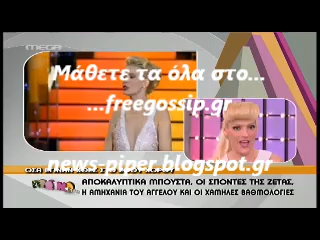 MEGA
Μάθετε τα όλα στο...
...freegossip.gr
news-piper.blogspot.gr
ΑΠΟΚΑΛΥΠΤΙΚΑ ΜΠΟΥΣΤΑ, ΟΙ ΣΠΟΝΤΕΣ ΤΗΣ ΖΕΤΑΣ,
Η ΑΜΗΧΑΝΙΑ ΤΟΥ ΑΓΓΕΛΟΥ ΚΑΙ ΟΙ ΧΑΜΗΛΕΣ ΒΑΘΜΟΛΟΓΙΕΣ